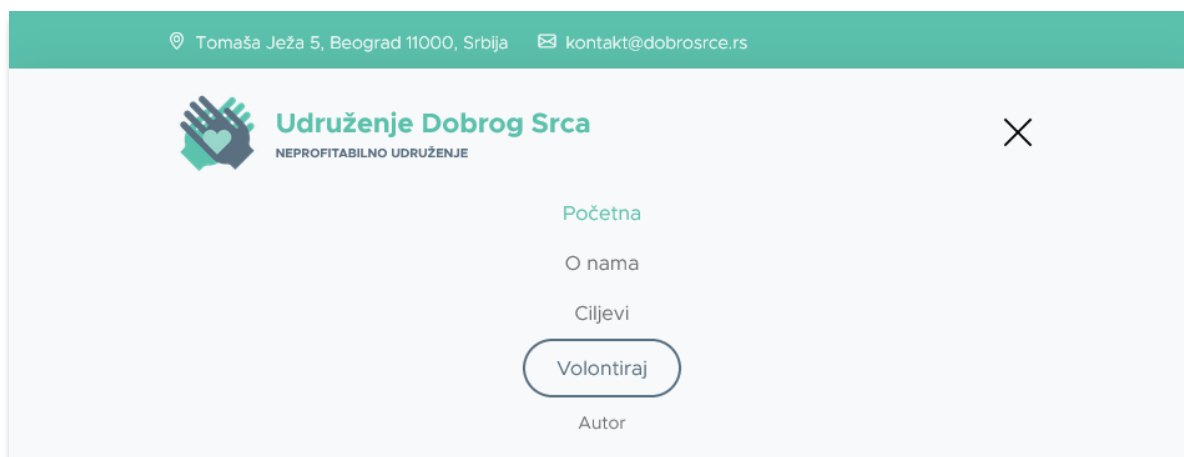 Tomaša Ježa 5, Beograd 11000, Srbija kontakt@dobrosrce.rs
Udruženje Dobrog Srca
NEPROFITABILNO UDRUŽENJE
Početna
O nama
Ciljevi
Volontiraj
Autor